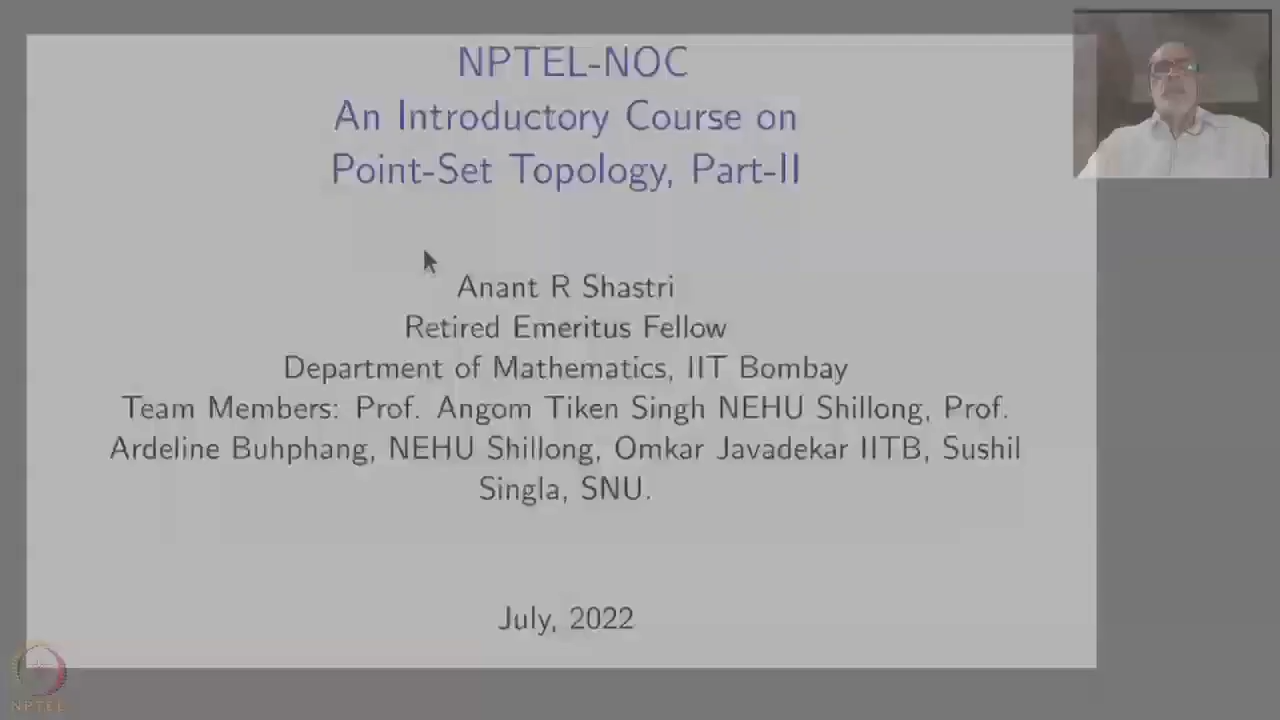 NPTEL-NOC
An Introductory Course on
Point-Set Topology, Part-II
Anant R Shastri
Retired Emeritus Fellow
Department of Mathematics, IIT Bombay
Team Members: Prof. Angom Tiken Singh NEHU Shillong, Prof.
Ardeline Buhphang, NEHU Shillong, Omkar Javadekar IITB, Sushil
Singla, SNU.
July, 2022
NPTEL